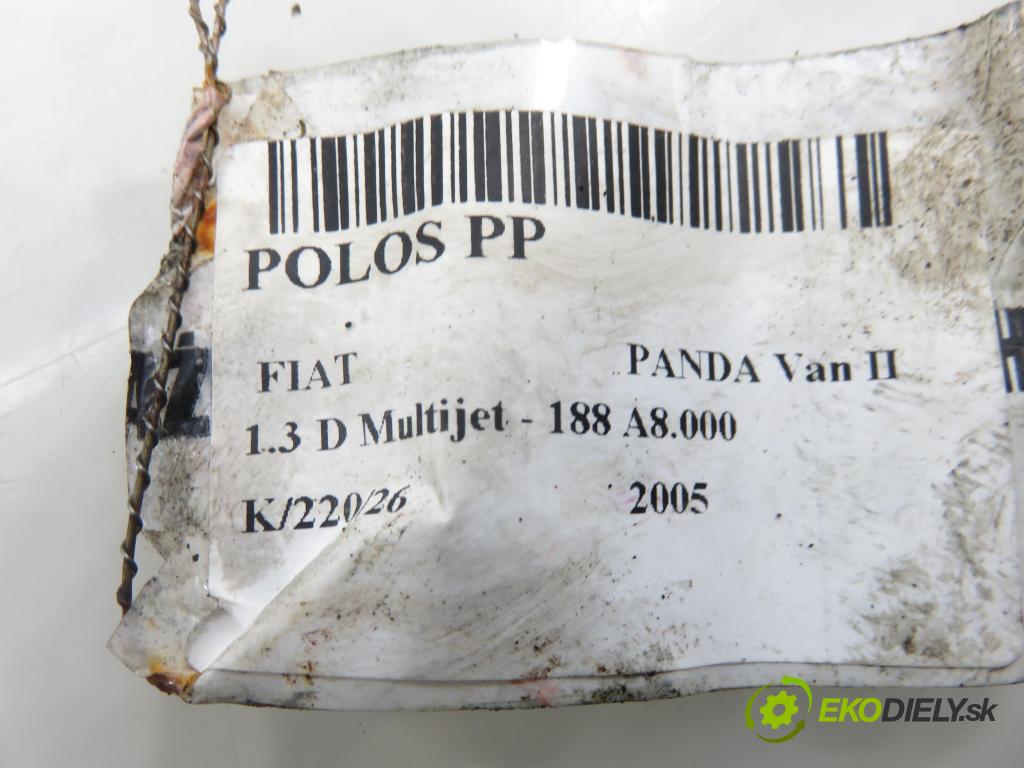 POLOS PP
FIAT PANDA Van II
1.3 D Multijet - 188 A8.000
K/220/26 2005
EKODIELY.sk